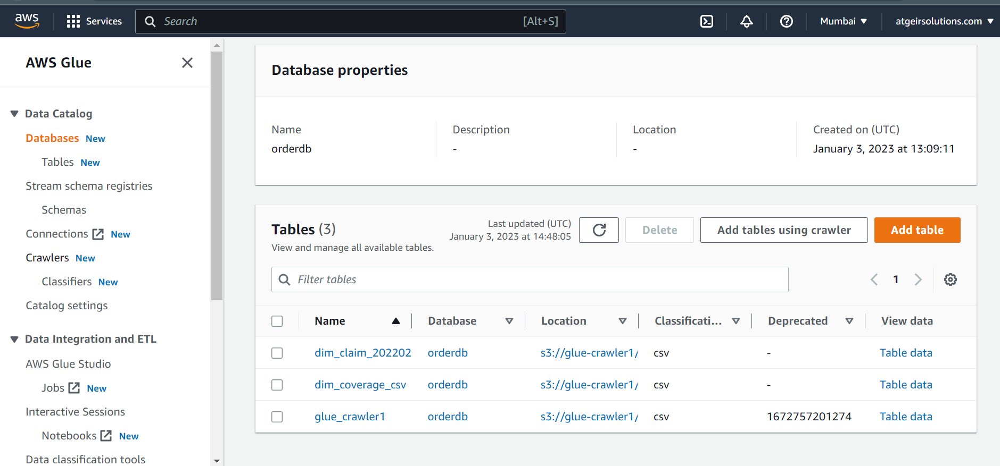 aws Services Search [Alt+S] Mumbai atgeirsolutions.com
AWS Glue
Data Catalog
Databases New
Tables New
Stream schema registries
Schemas
Connections New
Crawlers New
Classifiers New
Catalog settings
Data Integration and ETL
AWS Glue Studio
Jobs New
Interactive Sessions
Notebooks New
Data classification tools
Database properties
Name Description Location Created on (UTC)
orderdb - - January 3, 2023 at 13:09:11
Tables (3)
View and manage all available tables.
Last updated (UTC)
January 3, 2023 at 14:48:05
Delete Add tables using crawler Add table
Filter tables
1
Name Database Location Classificati... Deprecated View data
dim_claim_202202 orderdb s3://glue-crawler1/ csv - Table data
dim_coverage_csv orderdb s3://glue-crawler1/ csv - Table data
glue_crawler1 orderdb s3://glue-crawler1/ csv 1672757201274 Table data